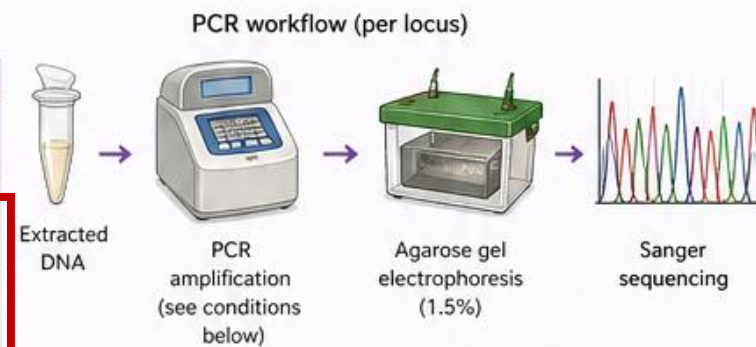 PCR workflow (per locus)
Extracted
DNA
PCR
amplification
(see conditions
below)
Agarose gel
electrophoresis
(1.5%)
Sanger
sequencing